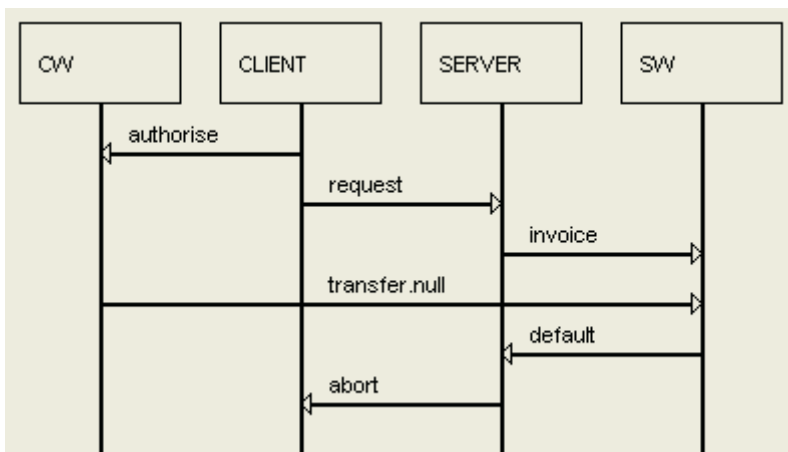 CW
CLIENT
SERVER
SW
authorise
request
invoice
transfer.null
default
abort